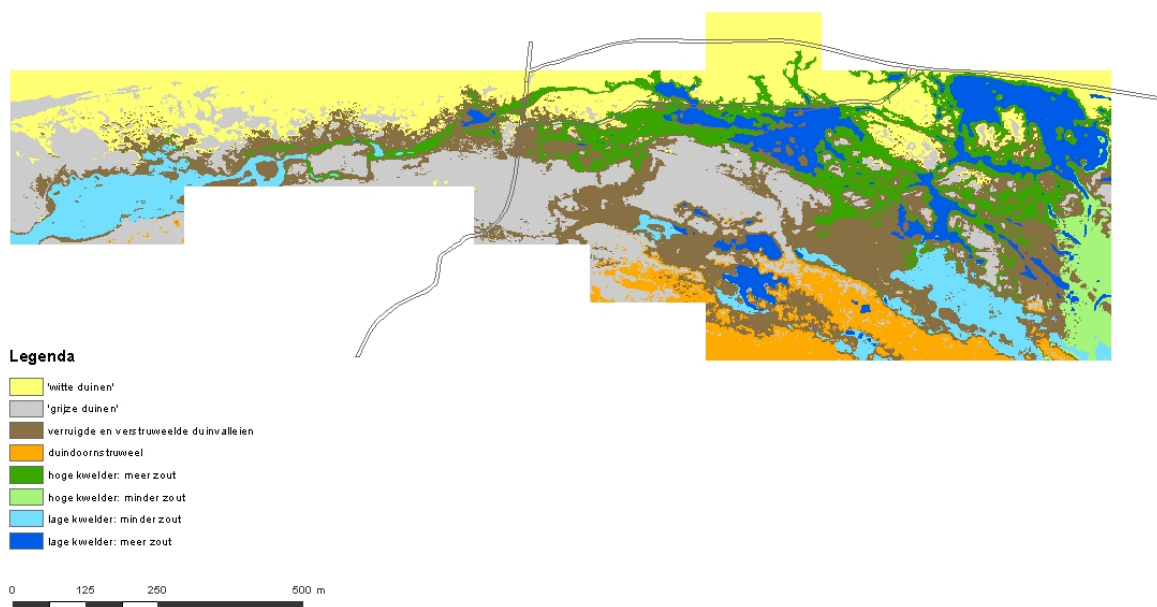 Legenda
'witte duinen'
'grijze duinen'
verruigde en verstruweelde duinvalleien
duindoornstruweel
hoge kwelder: meer zout
hoge kwelder: minder zout
lage kwelder: minder zout
lage kwelder: meer zout
0 125 250 500 m